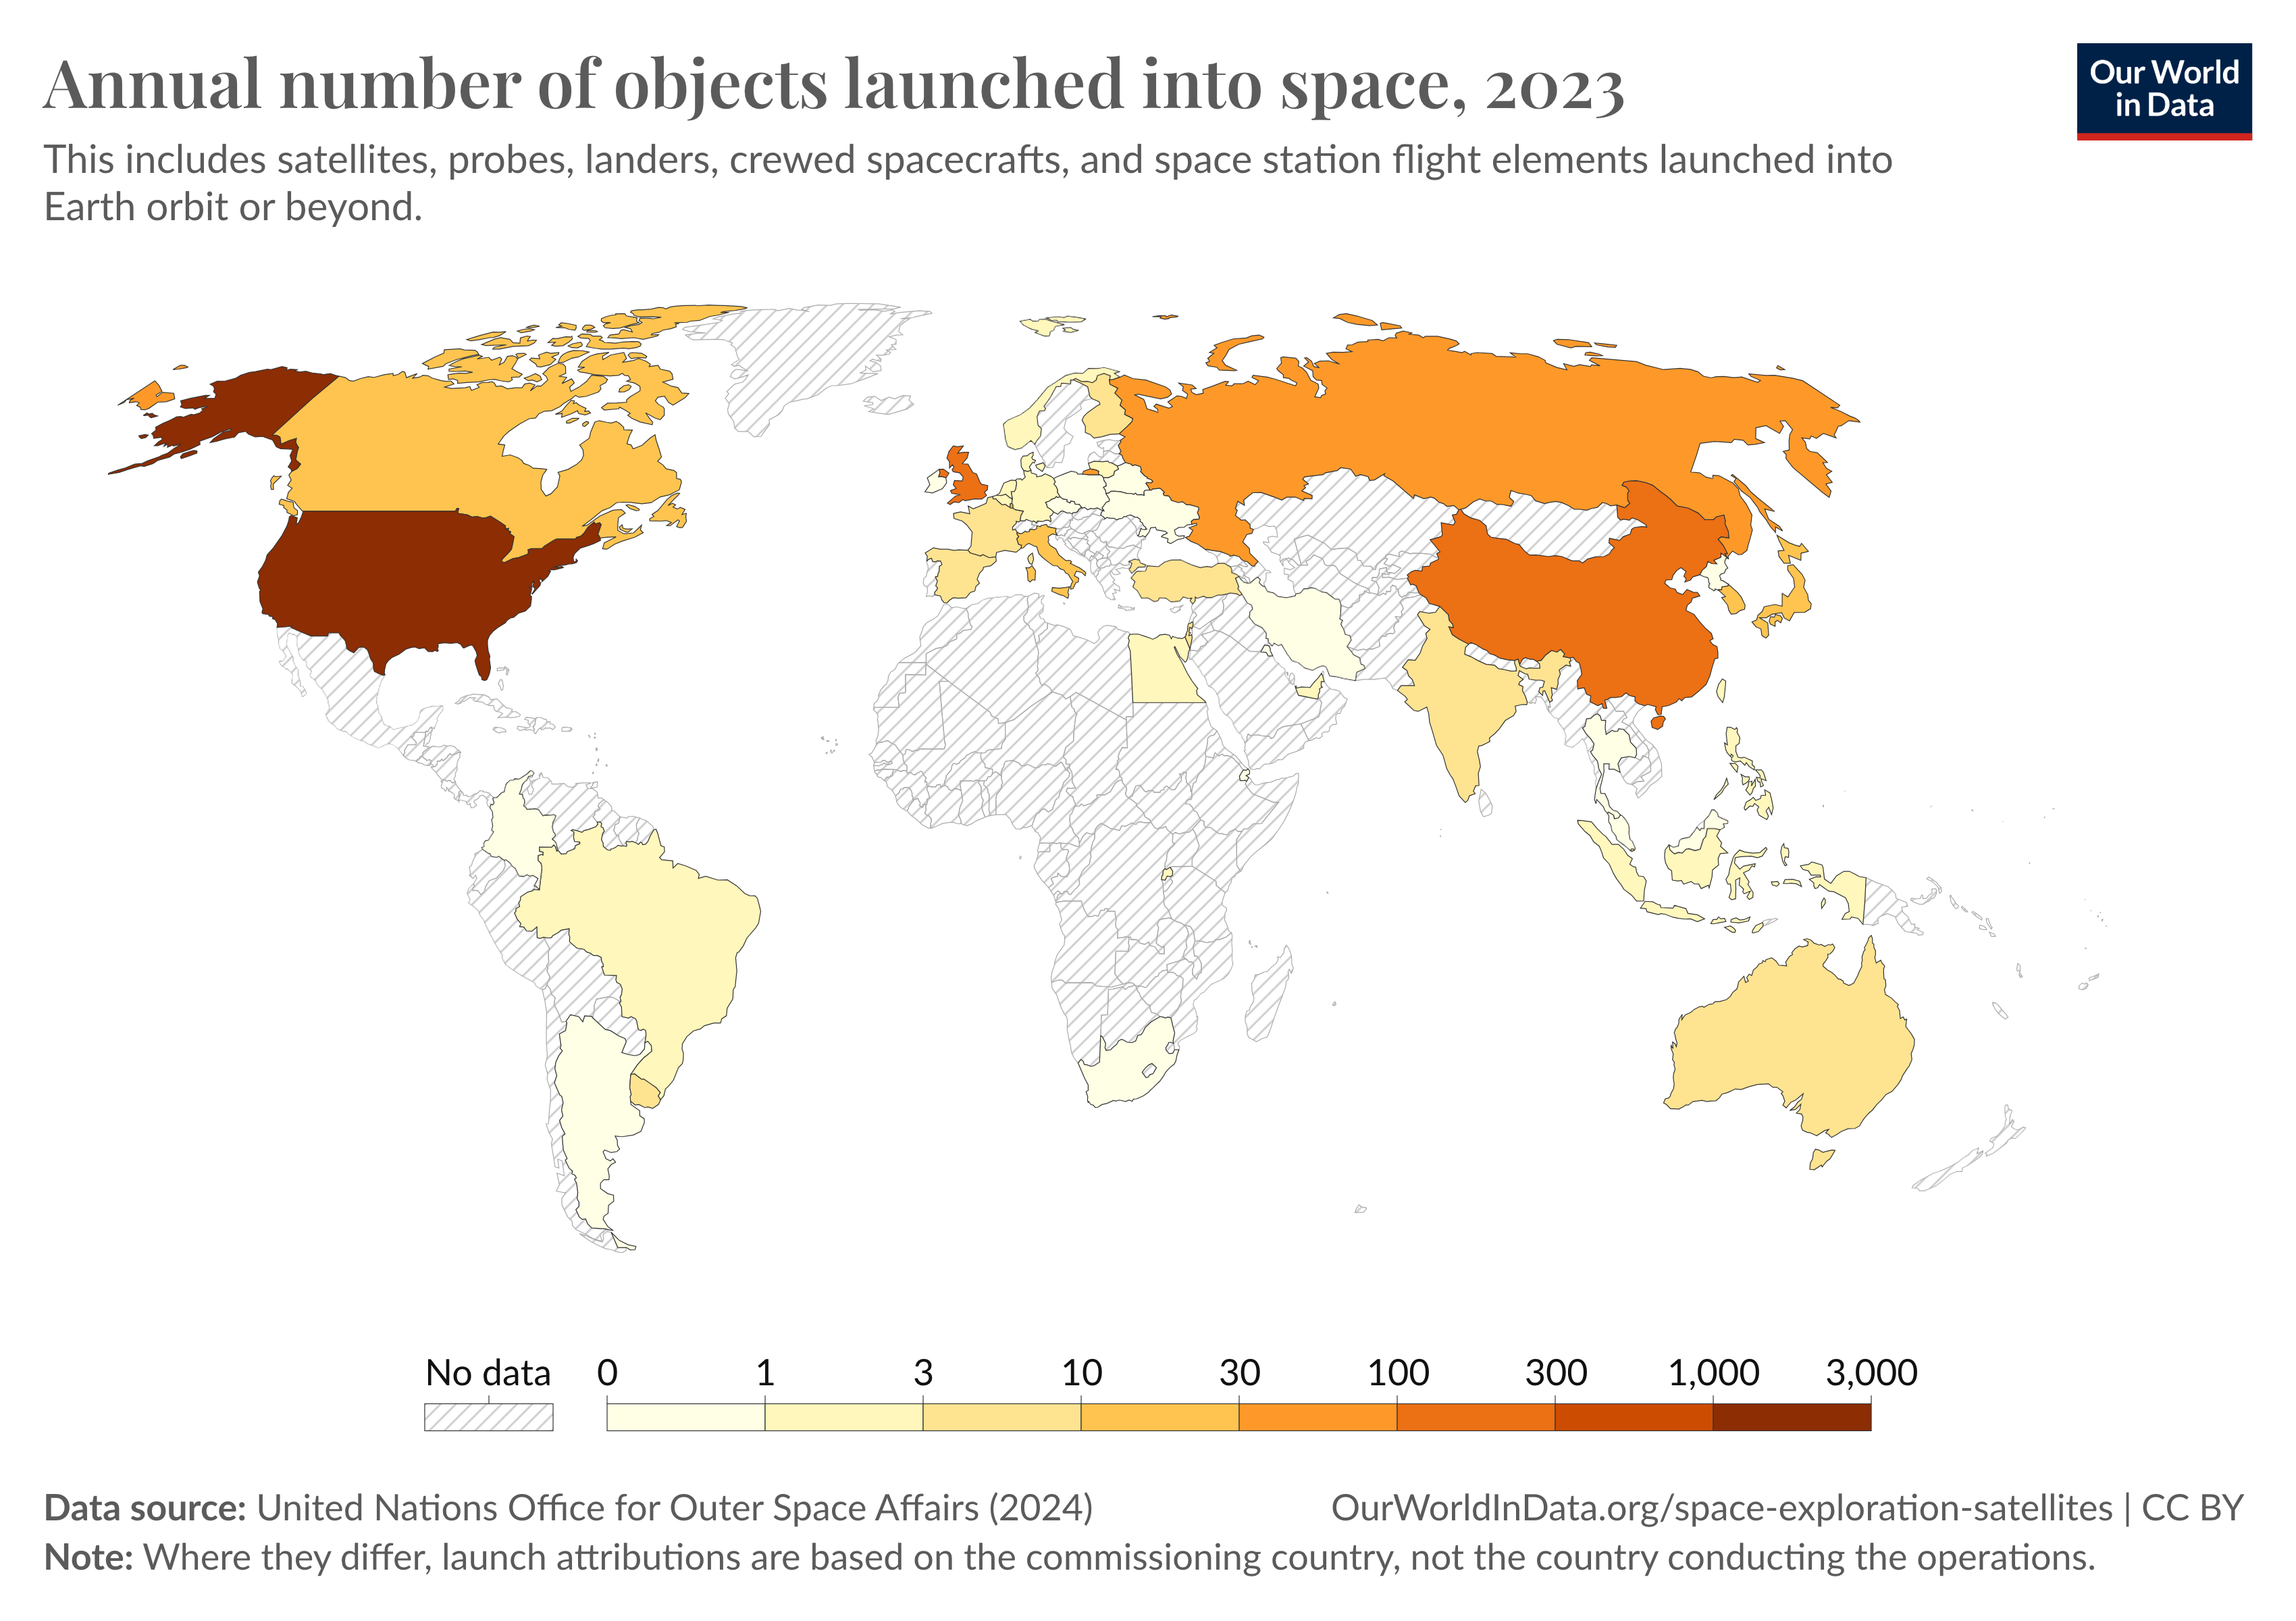 Annual number of objects launched into space, 2023
Our World
in Data
This includes satellites, probes, landers, crewed spacecrafts, and space station flight elements launched into
Earth orbit or beyond.
No data 0 1 3 10 30 100 300 1,000 3,000
Data source: United Nations Office for Outer Space Affairs (2024)
OurWorldInData.org/space-exploration-satellites | CC BY
Note: Where they differ, launch attributions are based on the commissioning country, not the country conducting the operations.